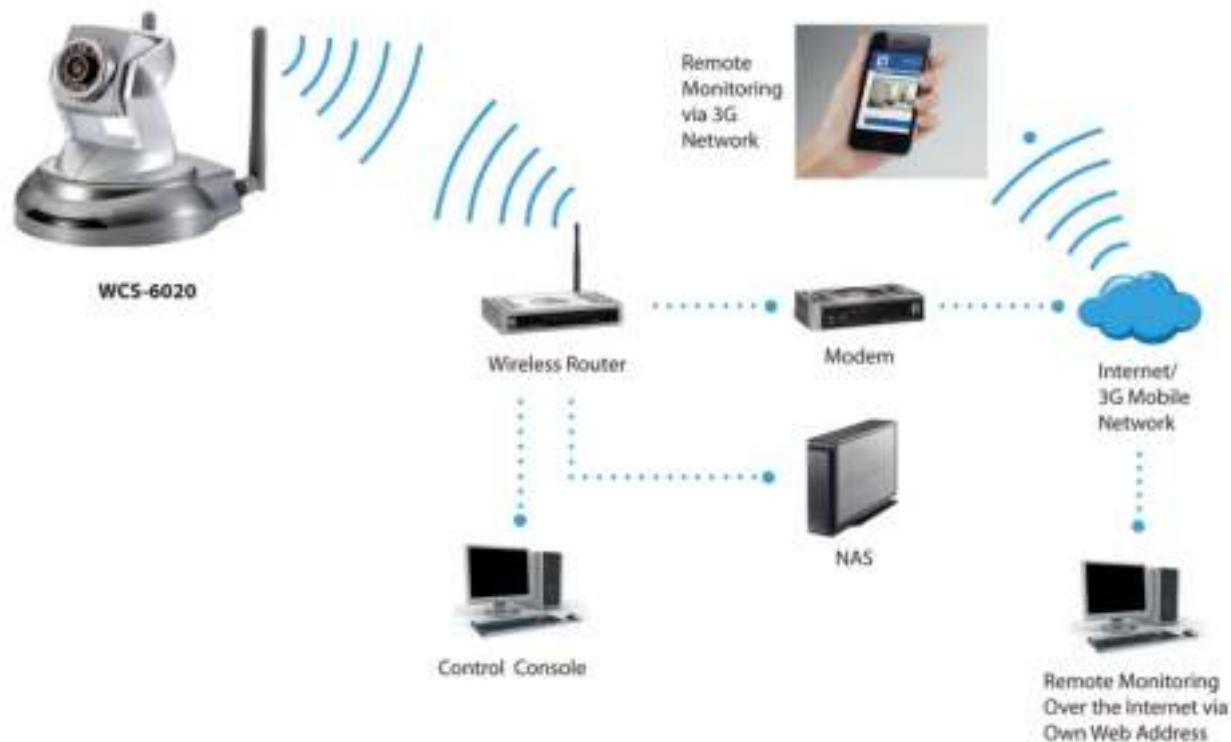 Remote
Monitoring
via 3G
Network
WCS-6020
Wireless Router
Modem
Internet/
3G Mobile
Network
NAS
Control Console
Remote Monitoring
Over the Internet via
Own Web Address